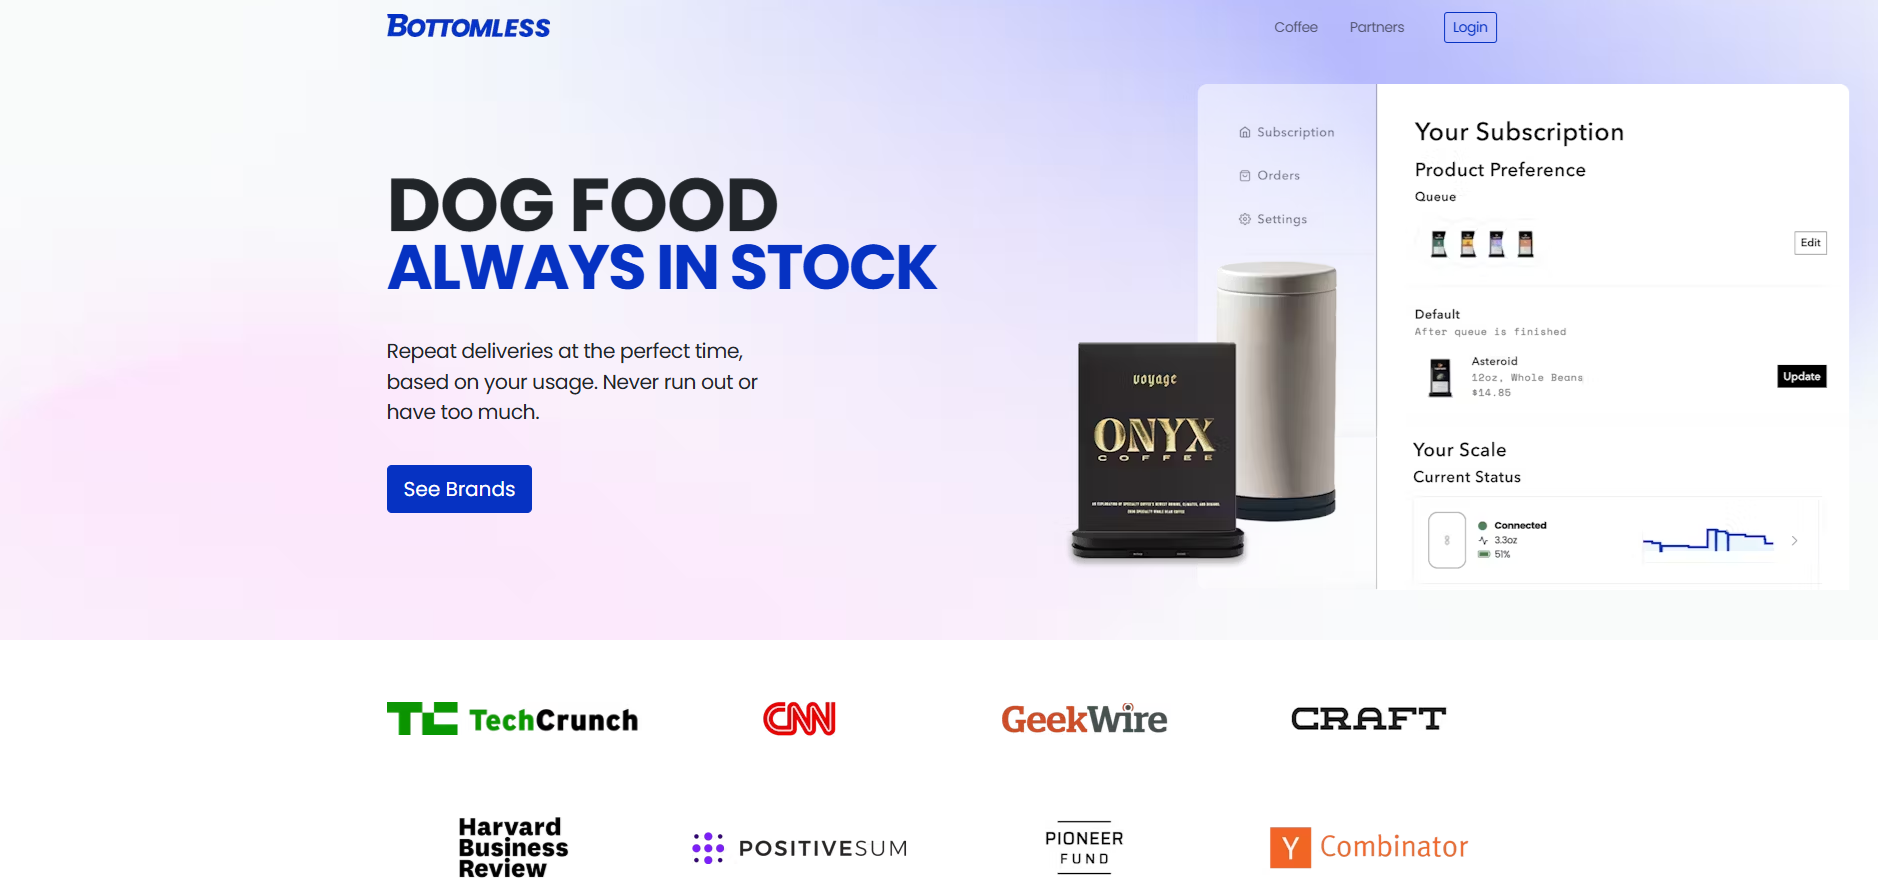 BOTTOMLESS
Coffee
Partners
Login
DOG FOOD
ALWAYS IN STOCK
Repeat deliveries at the perfect time,
based on your usage. Never run out or
have too much.
See Brands
voyage
ONYX
COFFEE
Subscription
Orders
Settings
Your Subscription
Product Preference
Queue
Edit
Default
After queue is finished
Asteroid
12oz, Whole Beans
$14.85
Update
Your Scale
Current Status
Connected
3.3oz
51%
TC TechCrunch
CNN
GeekWire
CRAFT
Harvard
Business
Review
POSITIVESUM
PIONEER
FUND
Y Combinator